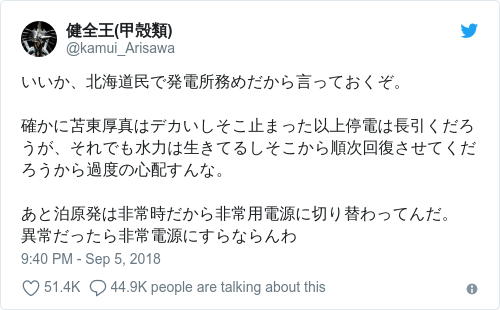 健全王(甲殻類)
@kamui_Arisawa
いいか、北海道民で発電所務めだから言っておくぞ。
確かに苫東厚真はデカいしそこ止まった以上停電は長引くだろ
うが、それでも水力は生きてるしそこから順次回復させてくだ
ろうから過度の心配すんな。
あと泊原発は非常時だから非常用電源に切り替わってんだ。
異常だったら非常電源にすらならんわ
9:40 PM - Sep 5, 2018
51.4K 44.9K people are talking about this